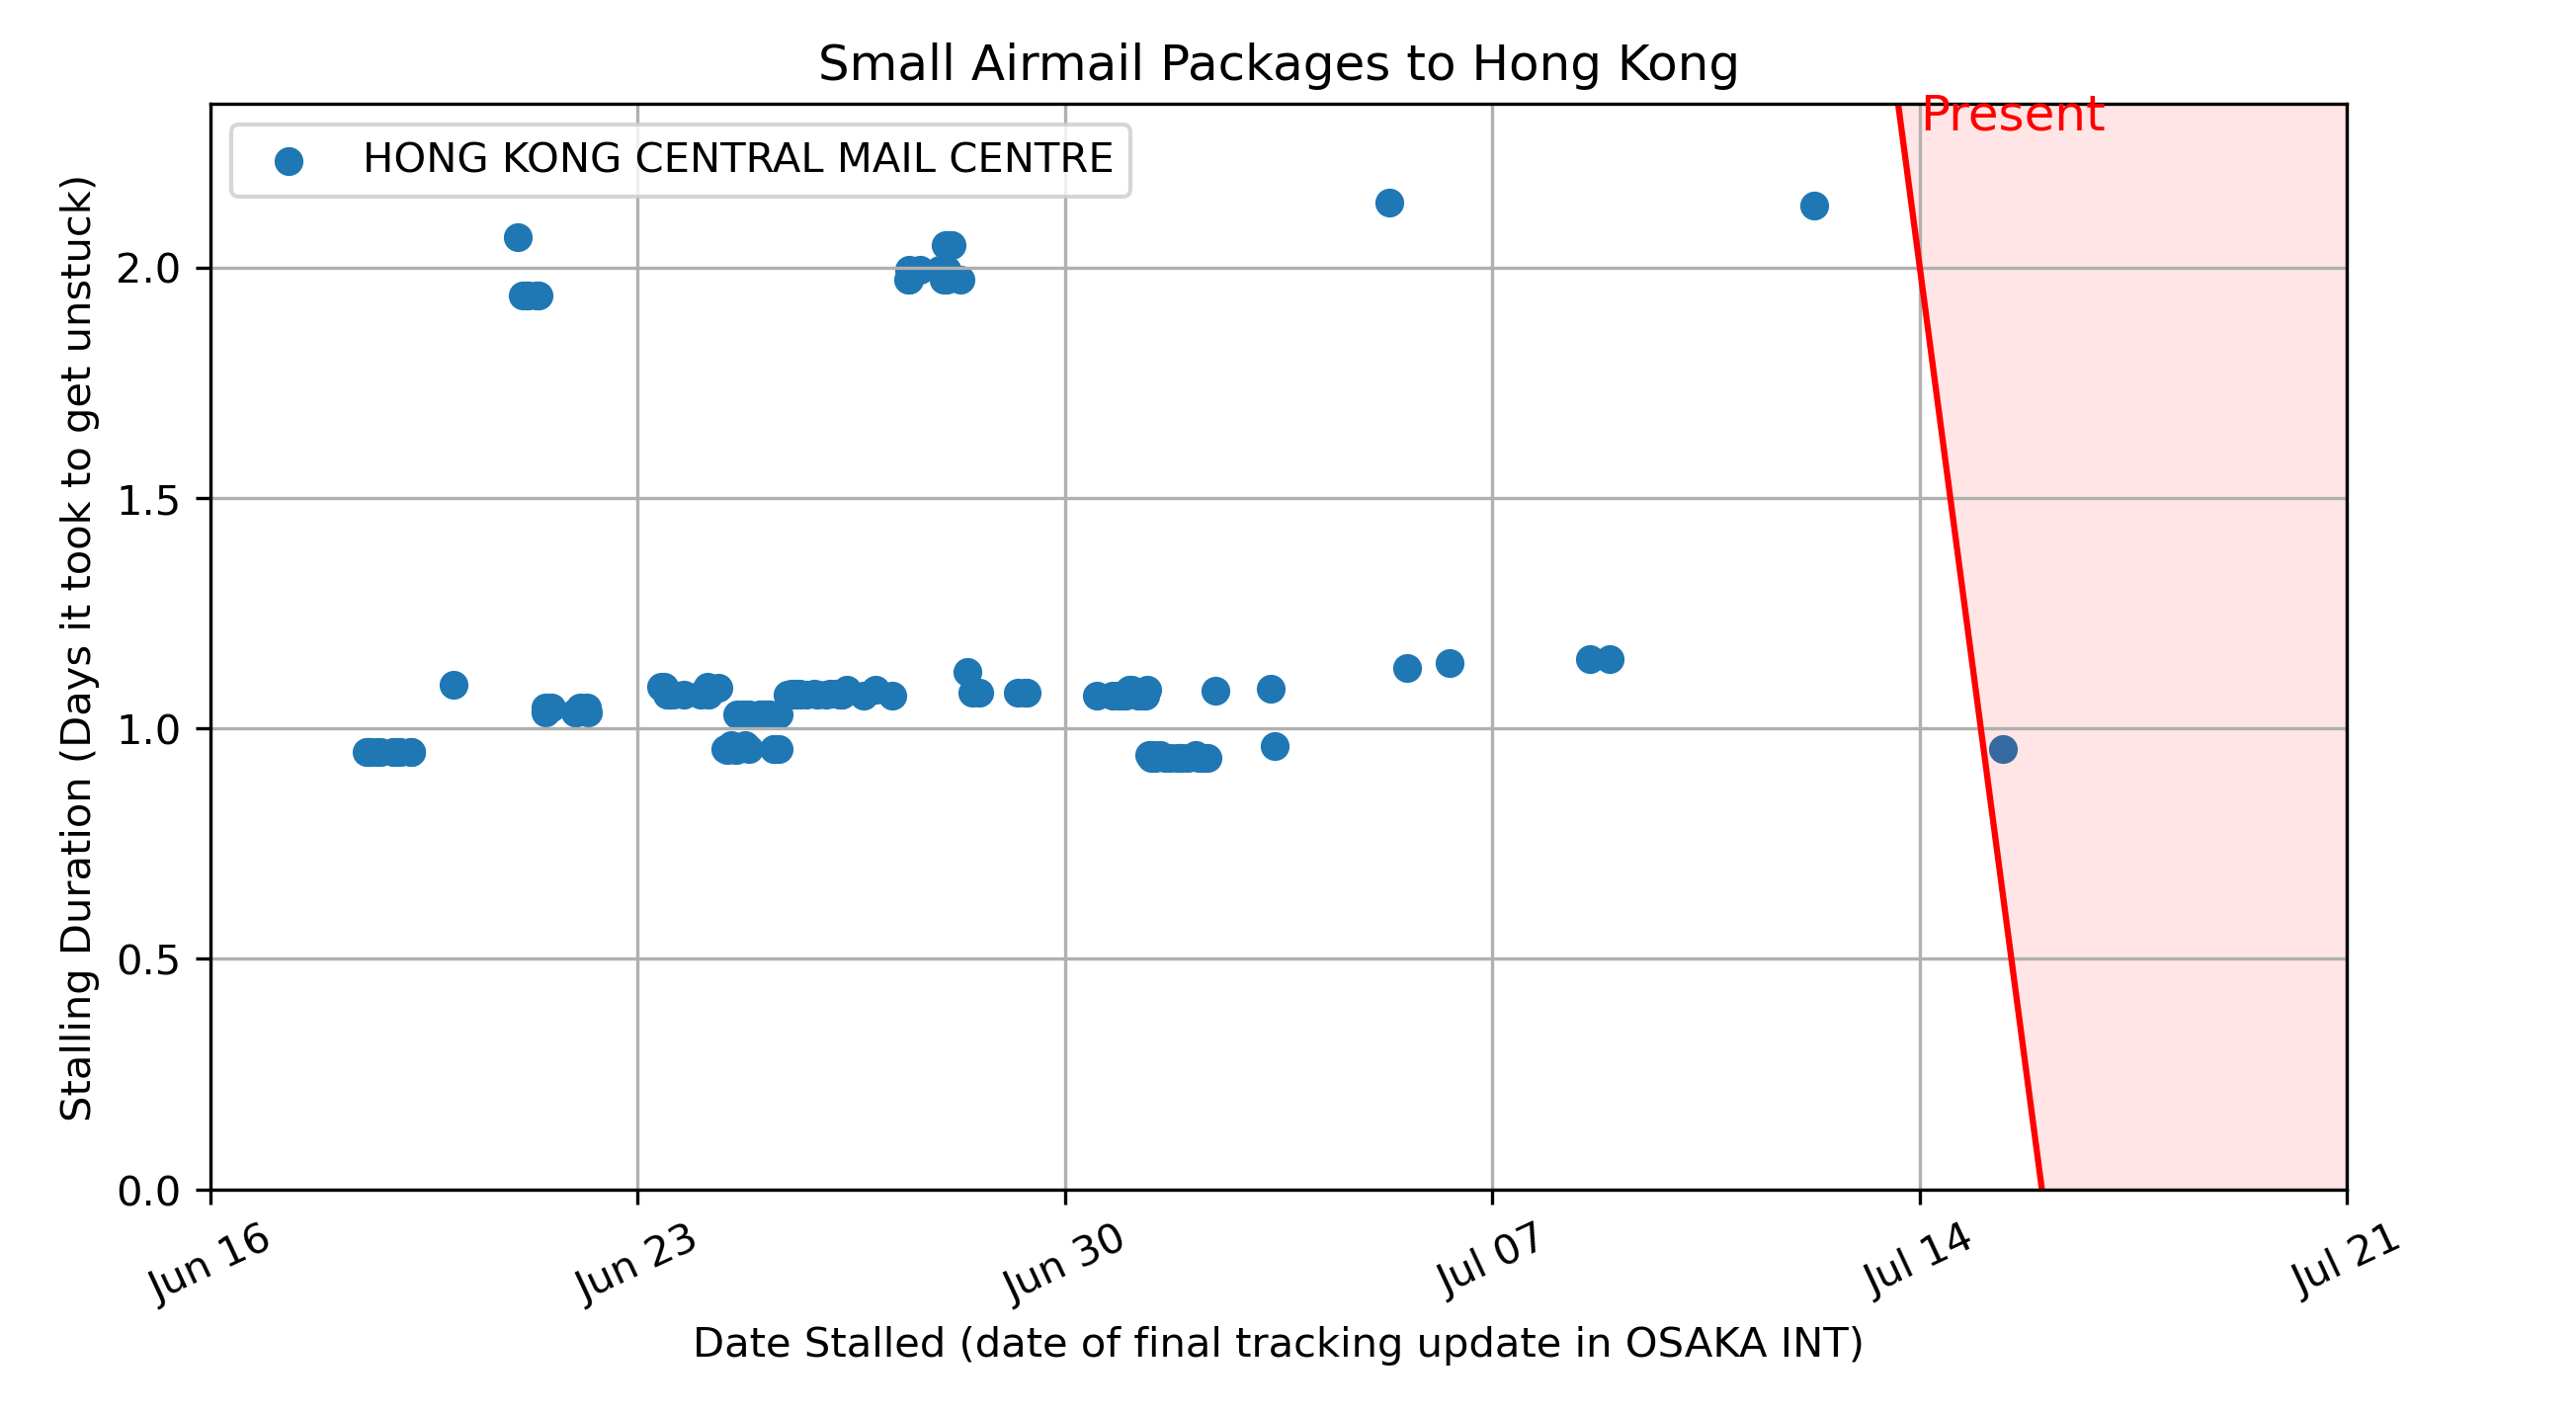 Small Airmail Packages to Hong Kong
Present
HONG KONG CENTRAL MAIL CENTRE
Stalling Duration (Days it took to get unstuck)
2.0
1.5
1.0
0.5
0.0
Jun 16
Jun 23
Jun 30
Jul 07
Jul 14
Jul 21
Date Stalled (date of final tracking update in OSAKA INT)